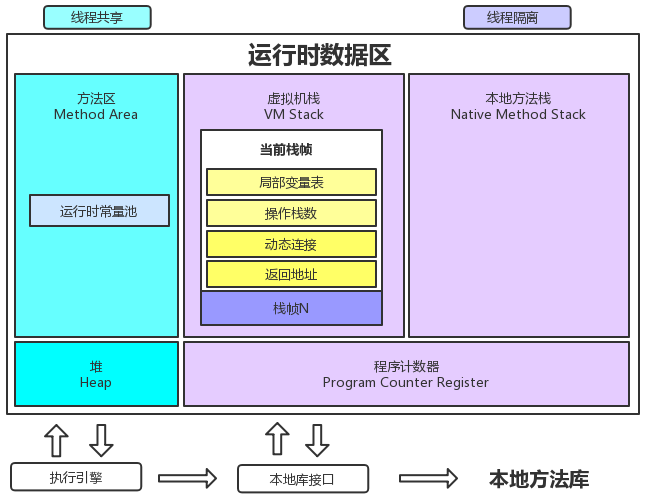 线程共享
线程隔离
运行时数据区
方法区
Method Area
运行时常量池
虚拟机栈
VM Stack
当前栈帧
局部变量表
操作栈数
动态连接
返回地址
栈帧N
本地方法栈
Native Method Stack
堆
Heap
程序计数器
Program Counter Register
执行引擎
本地库接口
本地方法库